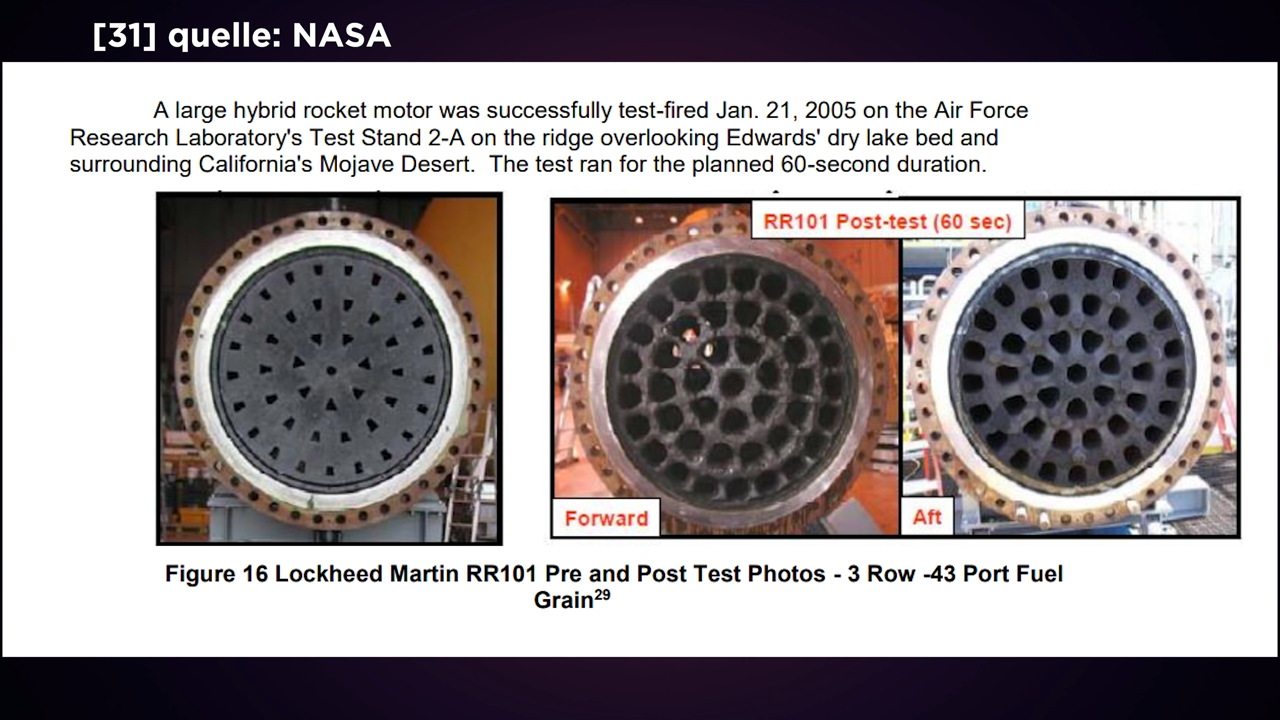 [31] quelle: NASA
A large hybrid rocket motor was successfully test-fired Jan. 21, 2005 on the Air Force
Research Laboratory's Test Stand 2-A on the ridge overlooking Edwards' dry lake bed and
surrounding California's Mojave Desert.  The test ran for the planned 60-second duration.
RR101 Post-test (60 sec)
Forward
Aft
Figure 16 Lockheed Martin RR101 Pre and Post Test Photos - 3 Row -43 Port Fuel
Grain²⁹